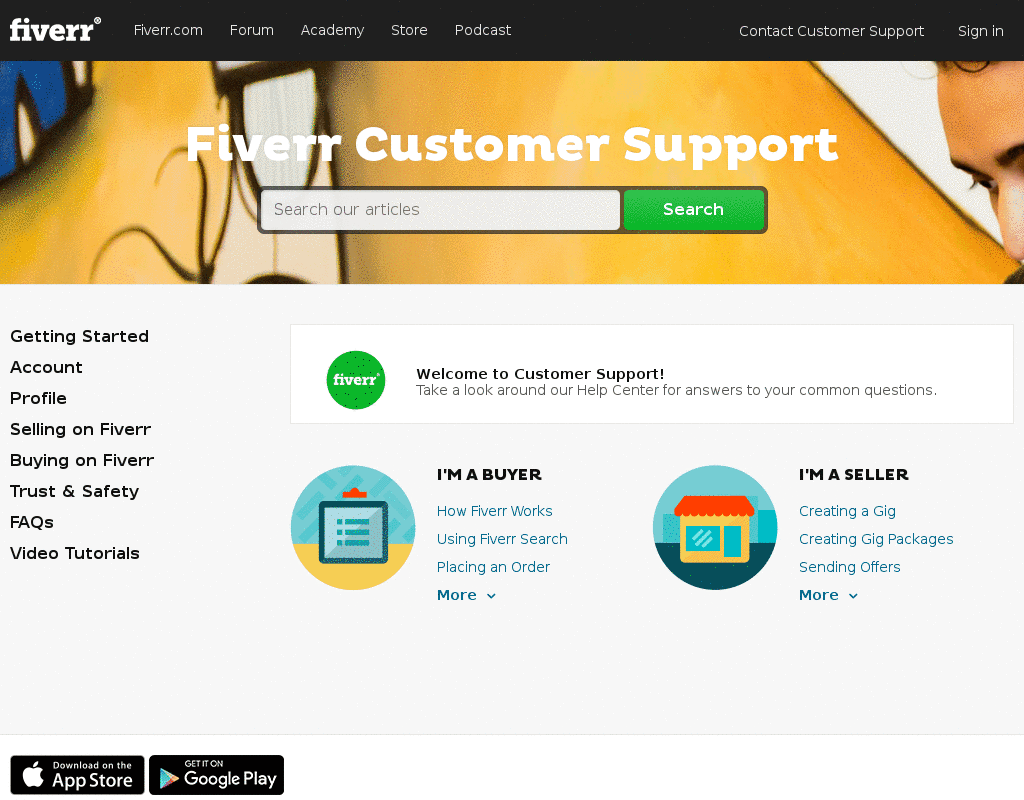 fiverr®
Fiverr.com
Forum
Academy
Store
Podcast
Contact Customer Support
Sign in
Fiverr Customer Support
Search our articles
Search
Getting Started
Account
Profile
Selling on Fiverr
Buying on Fiverr
Trust & Safety
FAQs
Video Tutorials
fiverr®
Welcome to Customer Support!
Take a look around our Help Center for answers to your common questions.
I'M A BUYER
How Fiverr Works
Using Fiverr Search
Placing an Order
More
I'M A SELLER
Creating a Gig
Creating Gig Packages
Sending Offers
More
Download on the
App Store
GET IT ON
Google Play